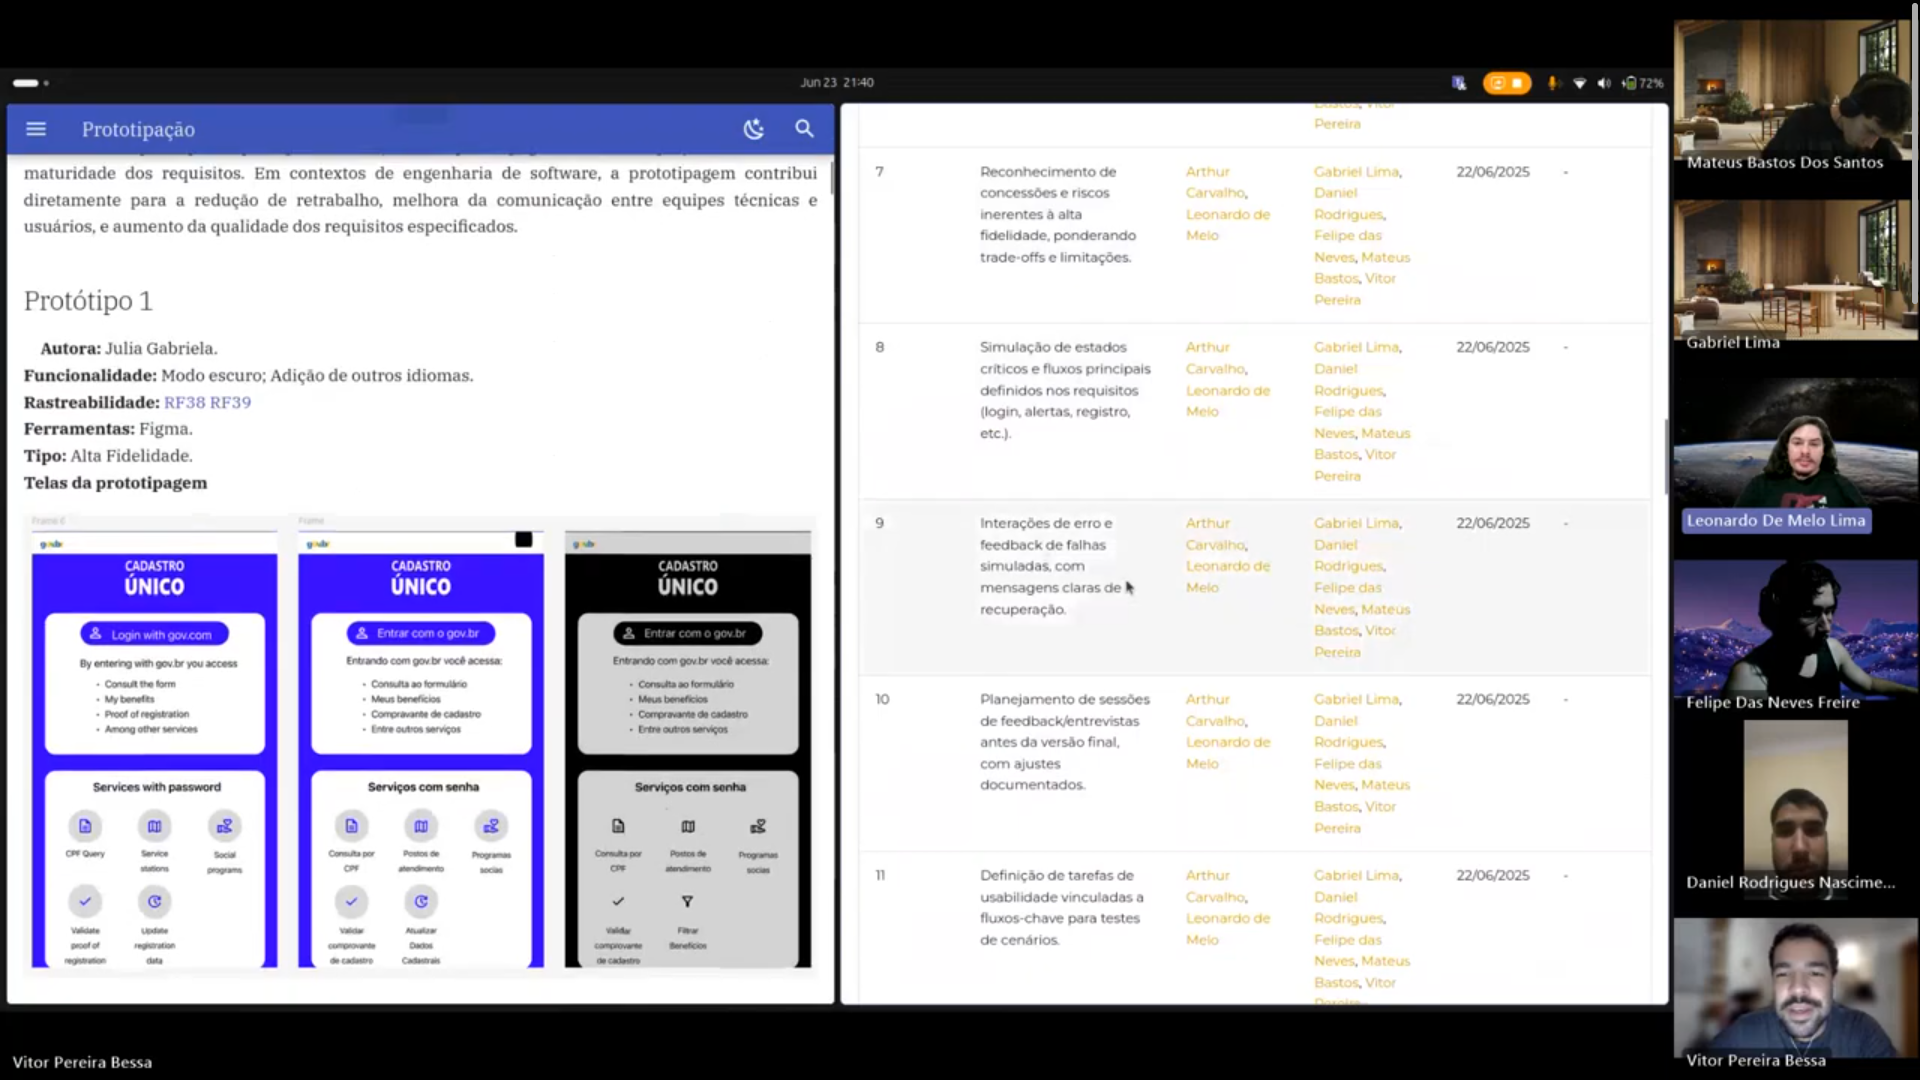 Jun 23 21:40
72%
Prototipação
maturidade dos requisitos. Em contextos de engenharia de software, a prototipagem contribui
diretamente para a redução de retrabalho, melhora da comunicação entre equipes técnicas e
usuários, e aumento da qualidade dos requisitos especificados.
Protótipo 1
Autora: Julia Gabriela.
Funcionalidade: Modo escuro; Adição de outros idiomas.
Rastreabilidade: RF38 RF39
Ferramentas: Figma.
Tipo: Alta Fidelidade.
Telas da prototipagem
Frame 6
gov.br
CADASTRO
ÚNICO
Login with gov.com
By entering with gov.br you access
• Consult the form
• My benefits
• Proof of registration
• Among other services
Services with password
CPF Query
Service
stations
Social
programs
Validate
proof of
registration
Update
registration
data
Frame
gov.br
CADASTRO
ÚNICO
Entrar com o gov.br
Entrando com gov.br você acessa:
• Consulta ao formulário
• Meus benefícios
• Compravante de cadastro
• Entre outros serviços
Serviços com senha
Consulta por
CPF
Postos de
atendimento
Programas
socias
Validar
comprovante
de cadastro
Atualizar
Dados
Cadastrais
gov.br
CADASTRO
ÚNICO
Entrar com o gov.br
Entrando com gov.br você acessa:
• Consulta ao formulário
• Meus benefícios
• Compravante de cadastro
• Entre outros serviços
Serviços com senha
Consulta por
CPF
Postos de
atendimento
Programas
socias
Validar
comprovante
de cadastro
Filtrar
Benefícios
Bastos, Vitor
Pereira
7
Reconhecimento de
concessões e riscos
inerentes à alta
fidelidade, ponderando
trade-offs e limitações.
Arthur
Carvalho,
Leonardo de
Melo
Gabriel Lima,
Daniel
Rodrigues,
Felipe das
Neves, Mateus
Bastos, Vitor
Pereira
22/06/2025
-
8
Simulação de estados
críticos e fluxos principais
definidos nos requisitos
(login, alertas, registro,
etc.).
Arthur
Carvalho,
Leonardo de
Melo
Gabriel Lima,
Daniel
Rodrigues,
Felipe das
Neves, Mateus
Bastos, Vitor
Pereira
22/06/2025
-
9
Interações de erro e
feedback de falhas
simuladas, com
mensagens claras de
recuperação.
Arthur
Carvalho,
Leonardo de
Melo
Gabriel Lima,
Daniel
Rodrigues,
Felipe das
Neves, Mateus
Bastos, Vitor
Pereira
22/06/2025
-
10
Planejamento de sessões
de feedback/entrevistas
antes da versão final,
com ajustes
documentados.
Arthur
Carvalho,
Leonardo de
Melo
Gabriel Lima,
Daniel
Rodrigues,
Felipe das
Neves, Mateus
Bastos, Vitor
Pereira
22/06/2025
-
11
Definição de tarefas de
usabilidade vinculadas a
fluxos-chave para testes
de cenários.
Arthur
Carvalho,
Leonardo de
Melo
Gabriel Lima,
Daniel
Rodrigues,
Felipe das
Neves, Mateus
Bastos, Vitor
Pereira
22/06/2025
-
Mateus Bastos Dos Santos
Gabriel Lima
Leonardo De Melo Lima
Felipe Das Neves Freire
Daniel Rodrigues Nascime...
Vitor Pereira Bessa
Vitor Pereira Bessa